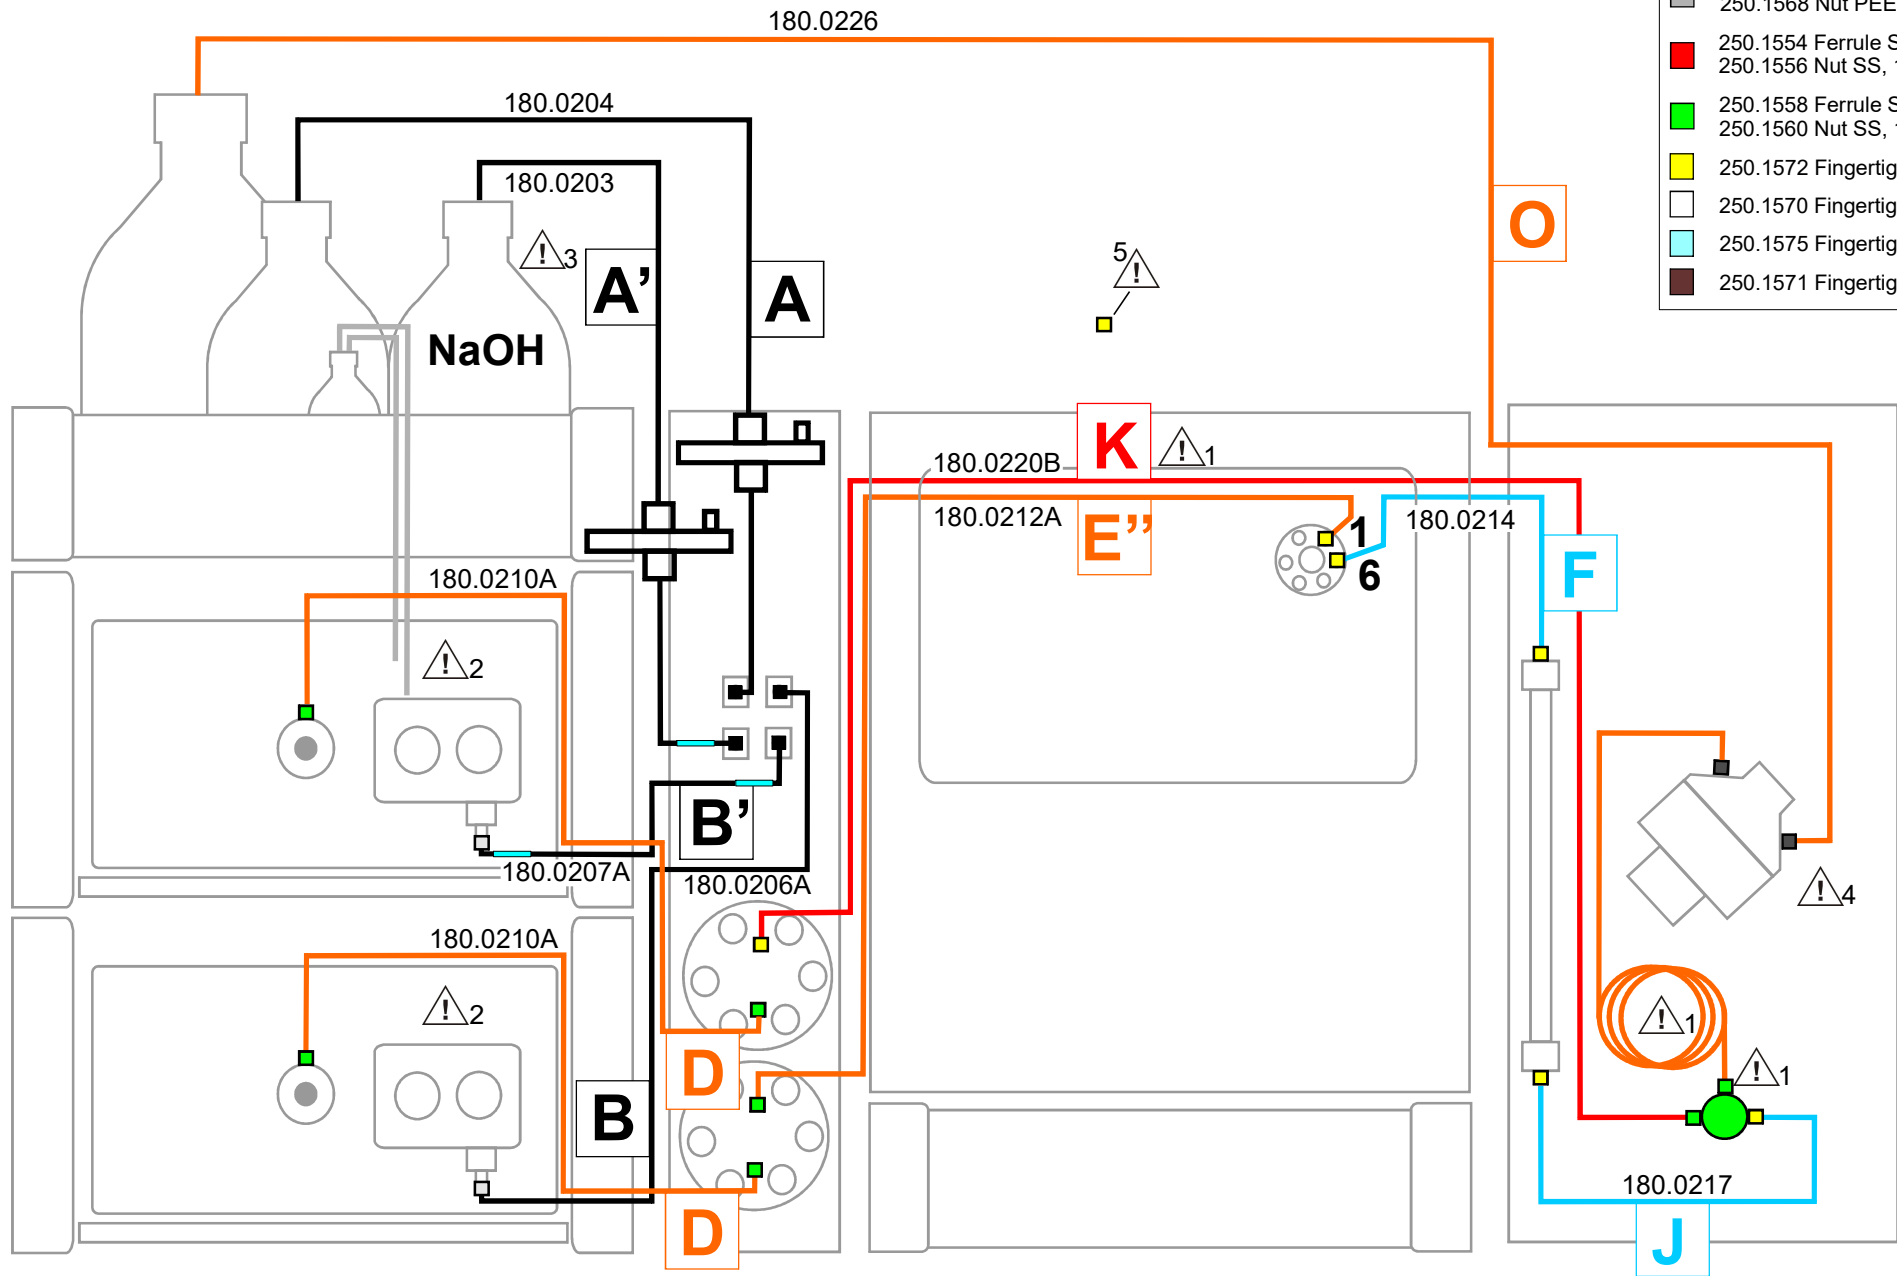 180.0226
250.1568 Nut PEE
180.0204
250.1554 Ferrule S
250.1556 Nut SS, 1
250.1558 Ferrule S
250.1560 Nut SS, 1
250.1572 Fingertig
250.1570 Fingertig
250.1575 Fingertig
250.1571 Fingertig
180.0203
O
! 3
A’
A
5
!
NaOH
K
! 1
180.0220B
180.0212A
E’’
1
6
180.0214
F
180.0210A
! 2
B’
180.0207A
180.0206A
! 4
180.0210A
! 2
! 1
! 1
D
B
180.0217
D
J